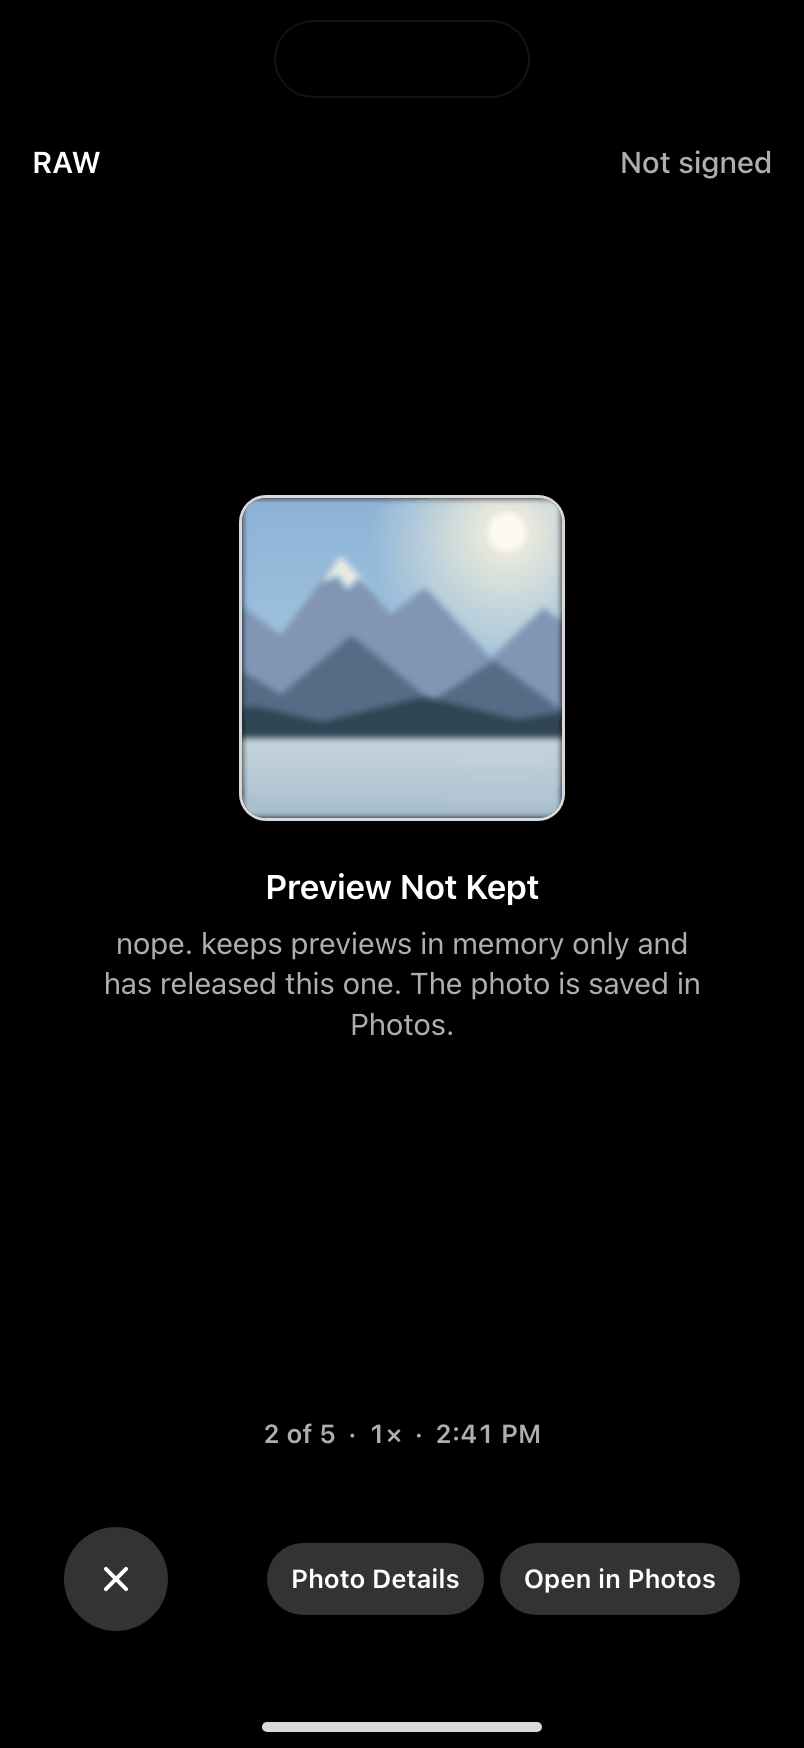 RAW
Not signed
Preview Not Kept
nope. keeps previews in memory only and
has released this one. The photo is saved in
Photos.
2 of 5 · 1× · 2:41 PM
Photo Details
Open in Photos